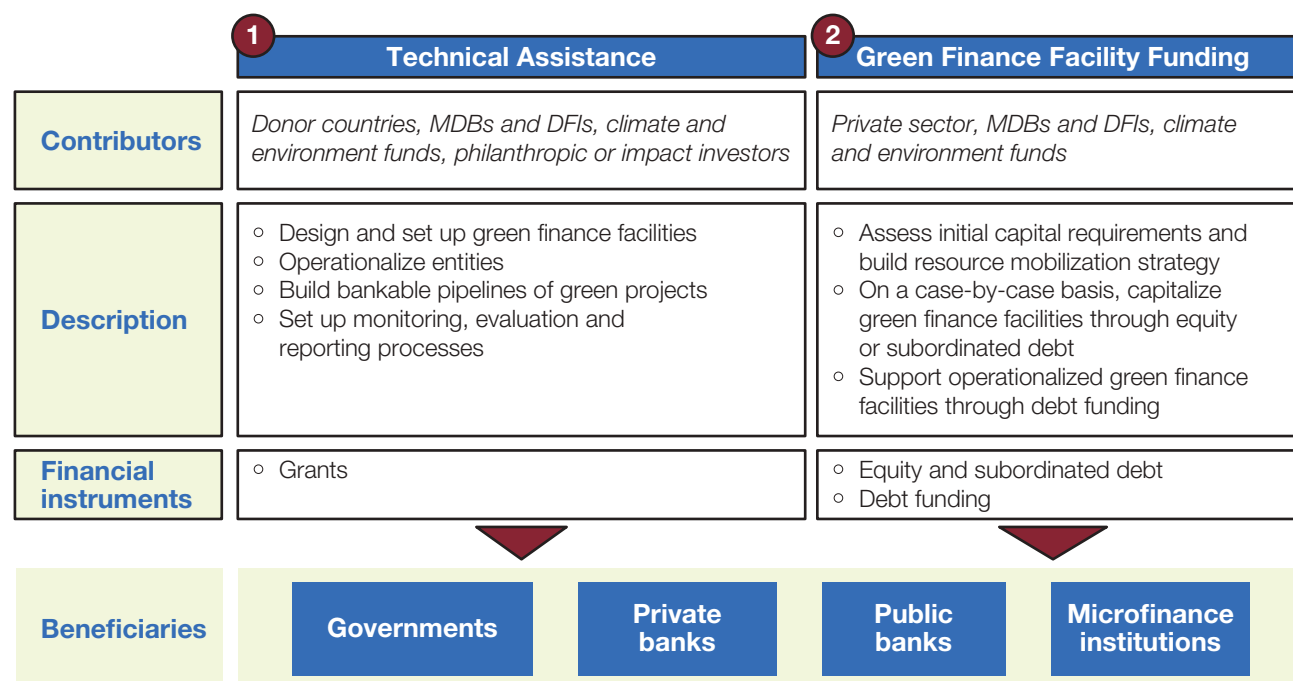 1
Technical Assistance
2
Green Finance Facility Funding
Contributors
Donor countries, MDBs and DFIs, climate and
environment funds, philanthropic or impact investors
Private sector, MDBs and DFIs, climate
and environment funds
Description
○ Design and set up green finance facilities
○ Operationalize entities
○ Build bankable pipelines of green projects
○ Set up monitoring, evaluation and
reporting processes
○ Assess initial capital requirements and
build resource mobilization strategy
○ On a case-by-case basis, capitalize
green finance facilities through equity
or subordinated debt
○ Support operationalized green finance
facilities through debt funding
Financial
instruments
○ Grants
○ Equity and subordinated debt
○ Debt funding
Beneficiaries
Governments
Private
banks
Public
banks
Microfinance
institutions